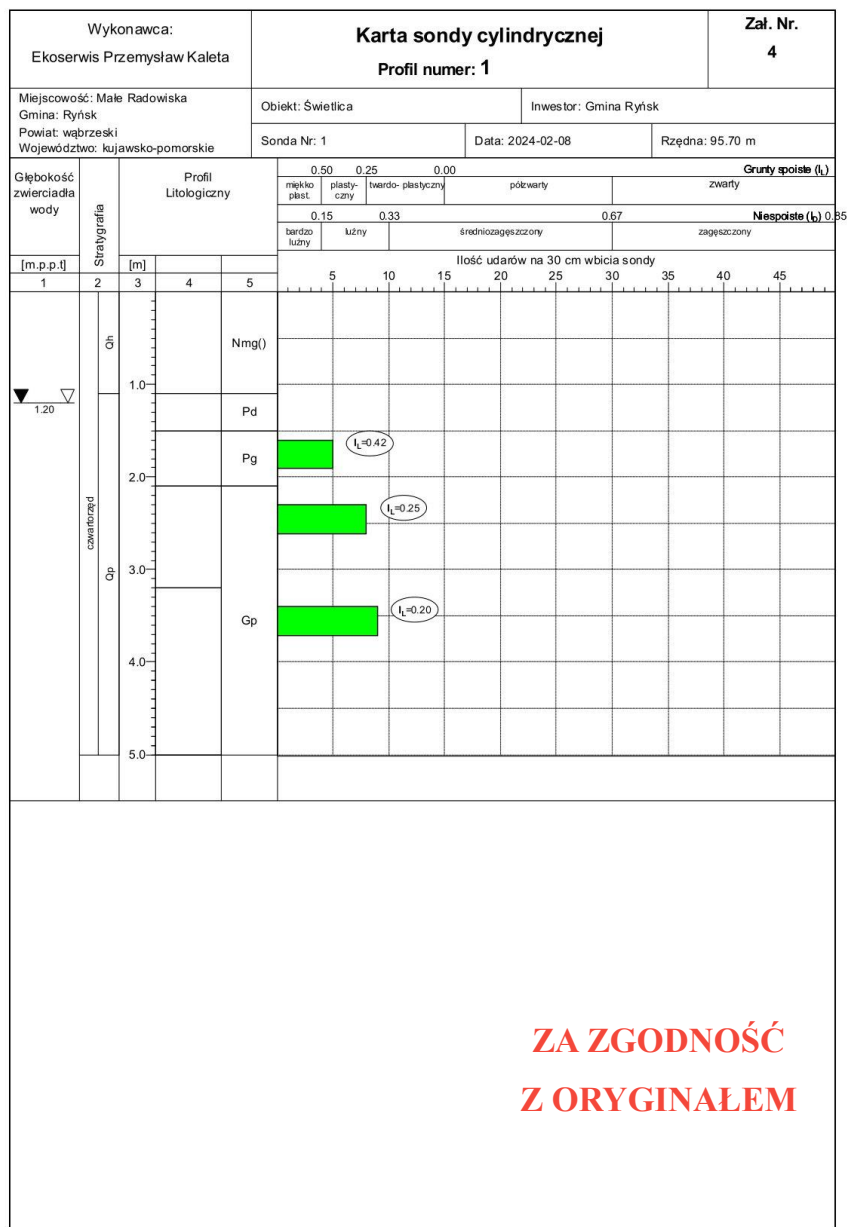 Wykonawca:
Ekoserwis Przemysław Kaleta
Karta sondy cylindrycznej
Profil numer: 1
Zał. Nr.
4
Miejscowość: Małe Radowiska
Gmina: Ryńsk
Powiat: wąbrzeski
Województwo: kujawsko-pomorskie
Obiekt: Świetlica
Inwestor: Gmina Ryńsk
Sonda Nr: 1
Data: 2024-02-08
Rzędna: 95.70 m
Głębokość
zwierciadła
wody
Stratygrafia
Profil
Litologiczny
0.50 0.25 0.00 Grunty spoiste (IL)
miękko plast. plasty-czny twardo- plastyczny półzwarty zwarty
0.15 0.33 0.67 Niespoiste (ID) 0.85
bardzo luźny luźny średniozagęszczony zagęszczony
Ilość udarów na 30 cm wbicia sondy
[m.p.p.t] [m] 5 10 15 20 25 30 35 40 45
1 2 3 4 5
Qh
Nmg()
1.0
1.20
Pd
IL=0.42
Pg
2.0
IL=0.25
czwartorzęd
Qp
3.0
IL=0.20
Gp
4.0
5.0
ZA ZGODNOŚĆ
Z ORYGINAŁEM